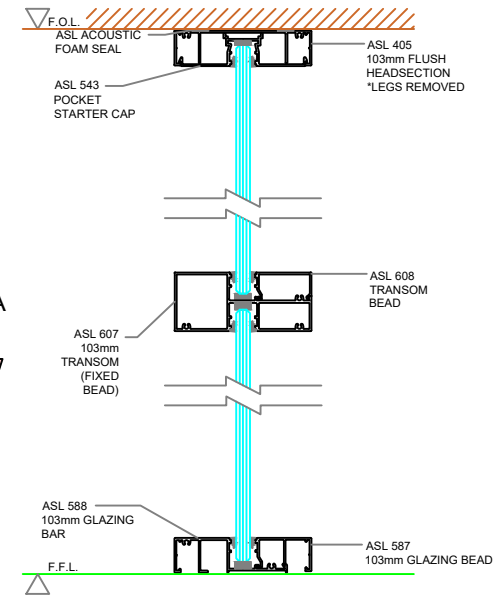 F.O.L.
ASL ACOUSTIC
FOAM SEAL
ASL 405
103mm FLUSH
HEADSECTION
*LEGS REMOVED
ASL 543
POCKET
STARTER CAP
ASL 608
TRANSOM
BEAD
A
7
ASL 607
103mm
TRANSOM
(FIXED
BEAD)
ASL 588
103mm GLAZING
BAR
ASL 587
103mm GLAZING BEAD
F.F.L.